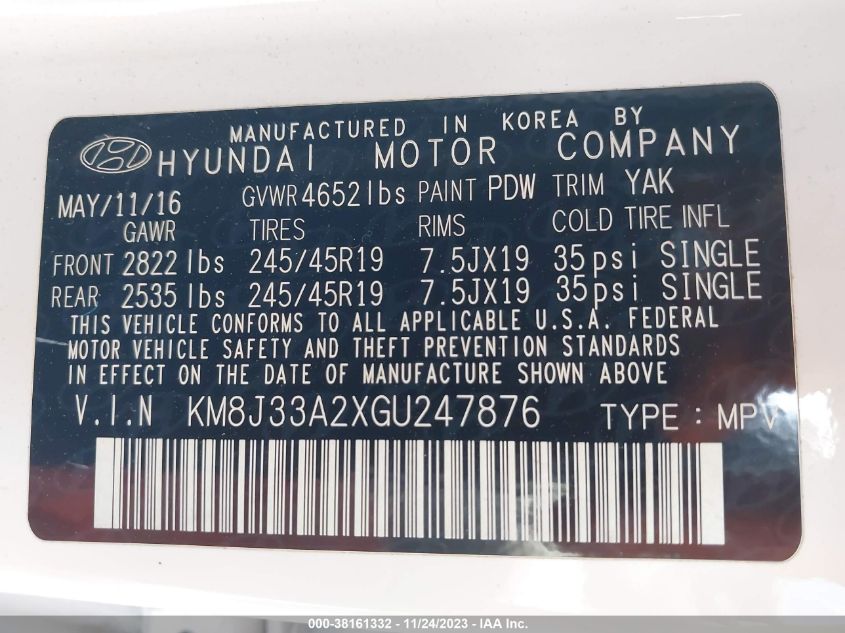 MANUFACTURED IN KOREA BY
HYUNDAI MOTOR COMPANY
MAY/11/16 GVWR 4652 lbs PAINT PDW TRIM YAK
GAWR TIRES RIMS COLD TIRE INFL
FRONT 2822 lbs 245/45R19 7.5JX19 35psi SINGLE
REAR 2535 lbs 245/45R19 7.5JX19 35psi SINGLE
THIS VEHICLE CONFORMS TO ALL APPLICABLE U.S.A. FEDERAL
MOTOR VEHICLE SAFETY AND THEFT PREVENTION STANDARDS
IN EFFECT ON THE DATE OF MANUFACTURE SHOWN ABOVE
V.I.N KM8J33A2XGU247876 TYPE : MPV
000-38161332 - 11/24/2023 - IAA Inc.